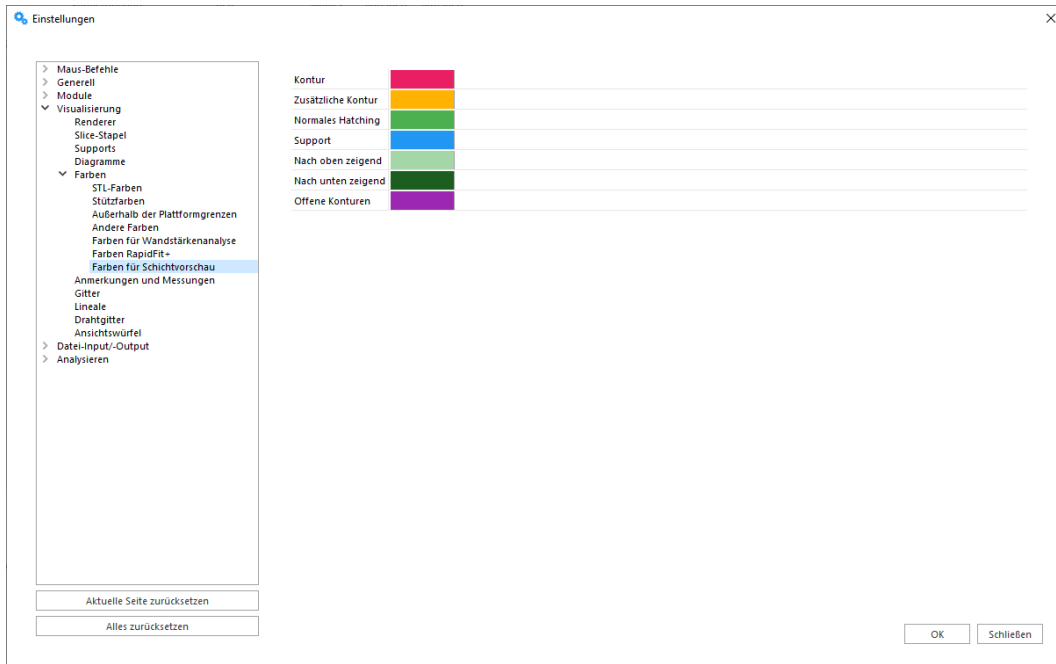 Einstellungen
Maus-Befehle
Generell
Module
Visualisierung
Renderer
Slice-Stapel
Supports
Diagramme
Farben
STL-Farben
Stützfarben
Außerhalb der Plattformgrenzen
Andere Farben
Farben für Wandstärkenanalyse
Farben RapidFit+
Farben für Schichtvorschau
Anmerkungen und Messungen
Gitter
Lineale
Drahtgitter
Ansichtswürfel
Datei-Input/-Output
Analysieren
Aktuelle Seite zurücksetzen
Alles zurücksetzen
Kontur
Zusätzliche Kontur
Normales Hatching
Support
Nach oben zeigend
Nach unten zeigend
Offene Konturen
OK
Schließen